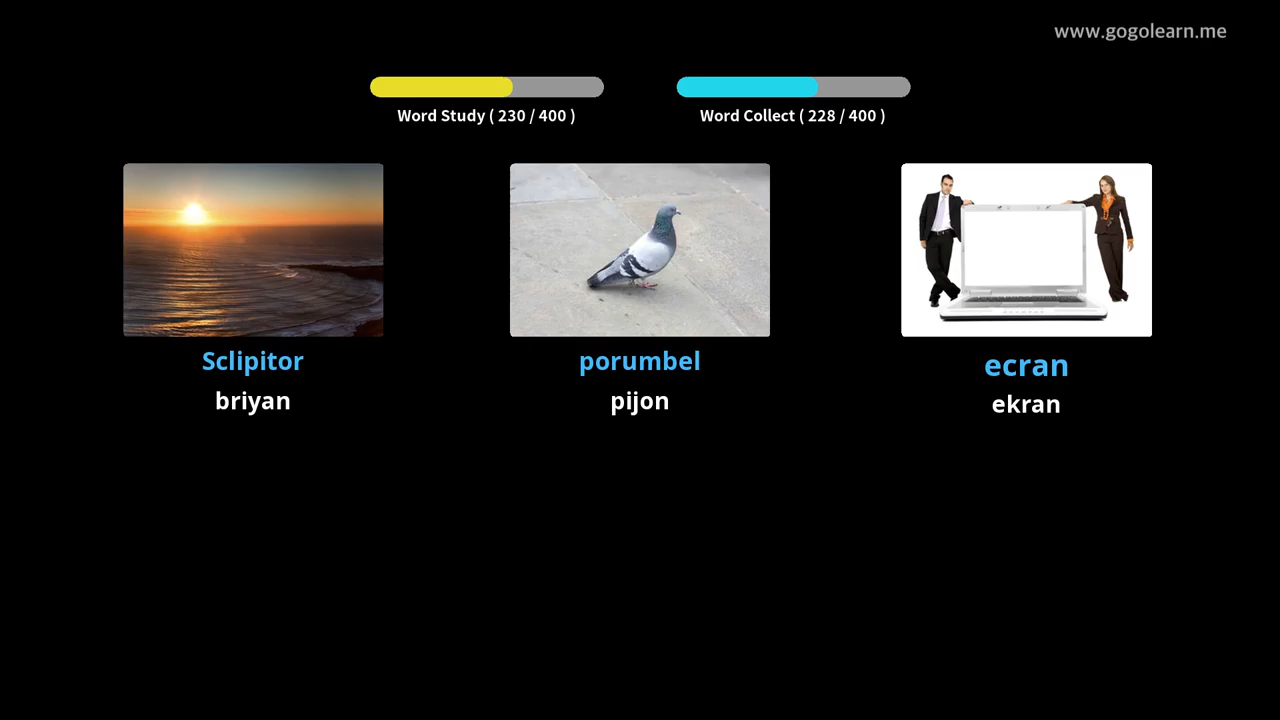 www.gogolearn.me
Word Study ( 230 / 400 )
Word Collect ( 228 / 400 )
Sclipitor
briyan
porumbel
pijon
ecran
ekran